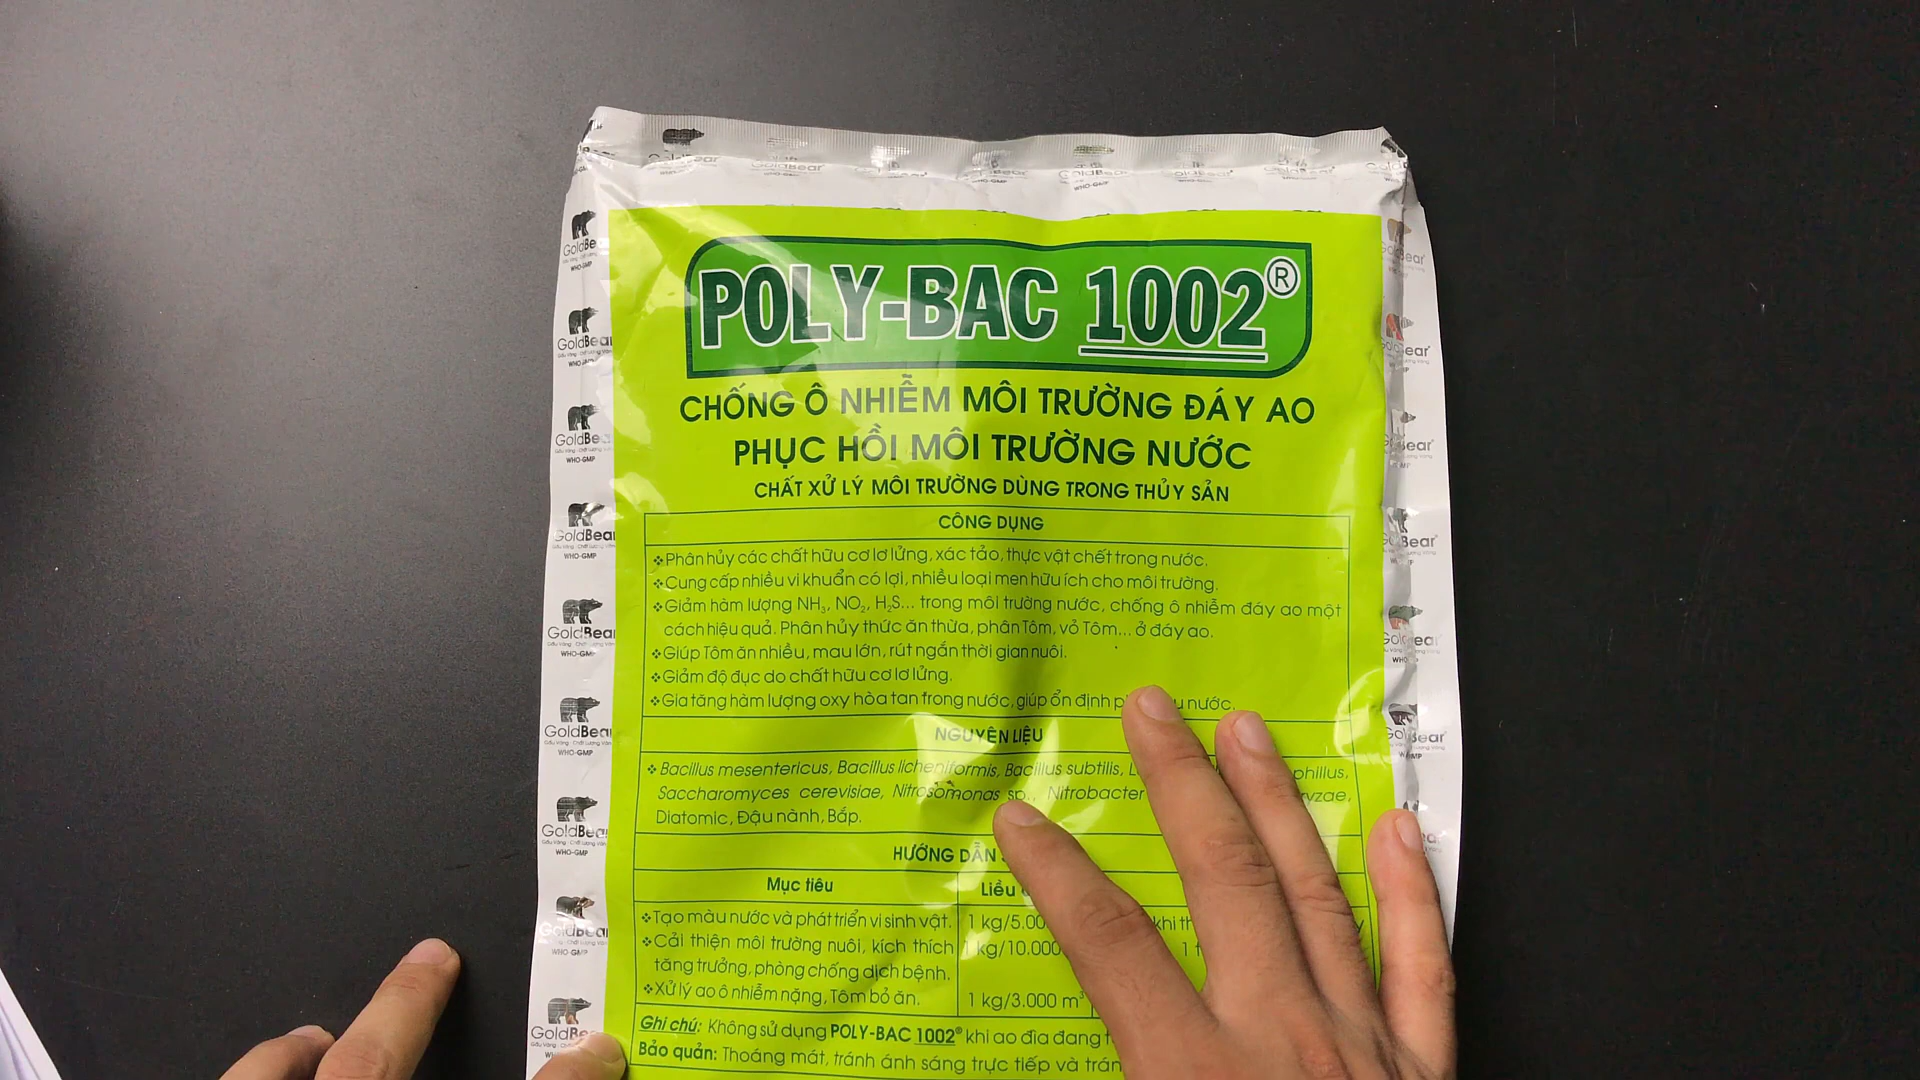 POLY-BAC 1002®
CHỐNG Ô NHIỄM MÔI TRƯỜNG ĐÁY AO
PHỤC HỒI MÔI TRƯỜNG NƯỚC
CHẤT XỬ LÝ MÔI TRƯỜNG DÙNG TRONG THỦY SẢN
CÔNG DỤNG
❖Phân hủy các chất hữu cơ lơ lửng, xác tảo, thực vật chết trong nước.
❖Cung cấp nhiều vi khuẩn có lợi, nhiều loại men hữu ích cho môi trường.
❖Giảm hàm lượng NH₃, NO₂, H₂S... trong môi trường nước, chống ô nhiễm đáy ao một
cách hiệu quả. Phân hủy thức ăn thừa, phân Tôm, vỏ Tôm... ở đáy ao.
❖Giúp Tôm ăn nhiều, mau lớn, rút ngắn thời gian nuôi.
❖Giảm độ đục do chất hữu cơ lơ lửng.
❖Gia tăng hàm lượng oxy hòa tan trong nước, giúp ổn định nước.
NGUYÊN LIỆU
❖Bacillus mesentericus, Bacillus licheniformis, Bacillus subtilis,
Saccharomyces cerevisiae, Nitrosomonas sp., Nitrobacter
Diatomic, Đậu nành, Bắp.
HƯỚNG DẪN
Mục tiêu Liều
❖Tạo màu nước và phát triển vi sinh vật. 1 kg/5.00
❖Cải thiện môi trường nuôi, kích thích 1 kg/10.000
tăng trưởng, phòng chống dịch bệnh.
❖Xử lý ao ô nhiễm nặng, Tôm bỏ ăn. 1 kg/3.000 m³
Ghi chú: Không sử dụng POLY-BAC 1002® khi ao đìa đang
Bảo quản: Thoáng mát, tránh ánh sáng trực tiếp và
GoldBear
WHO-GMP